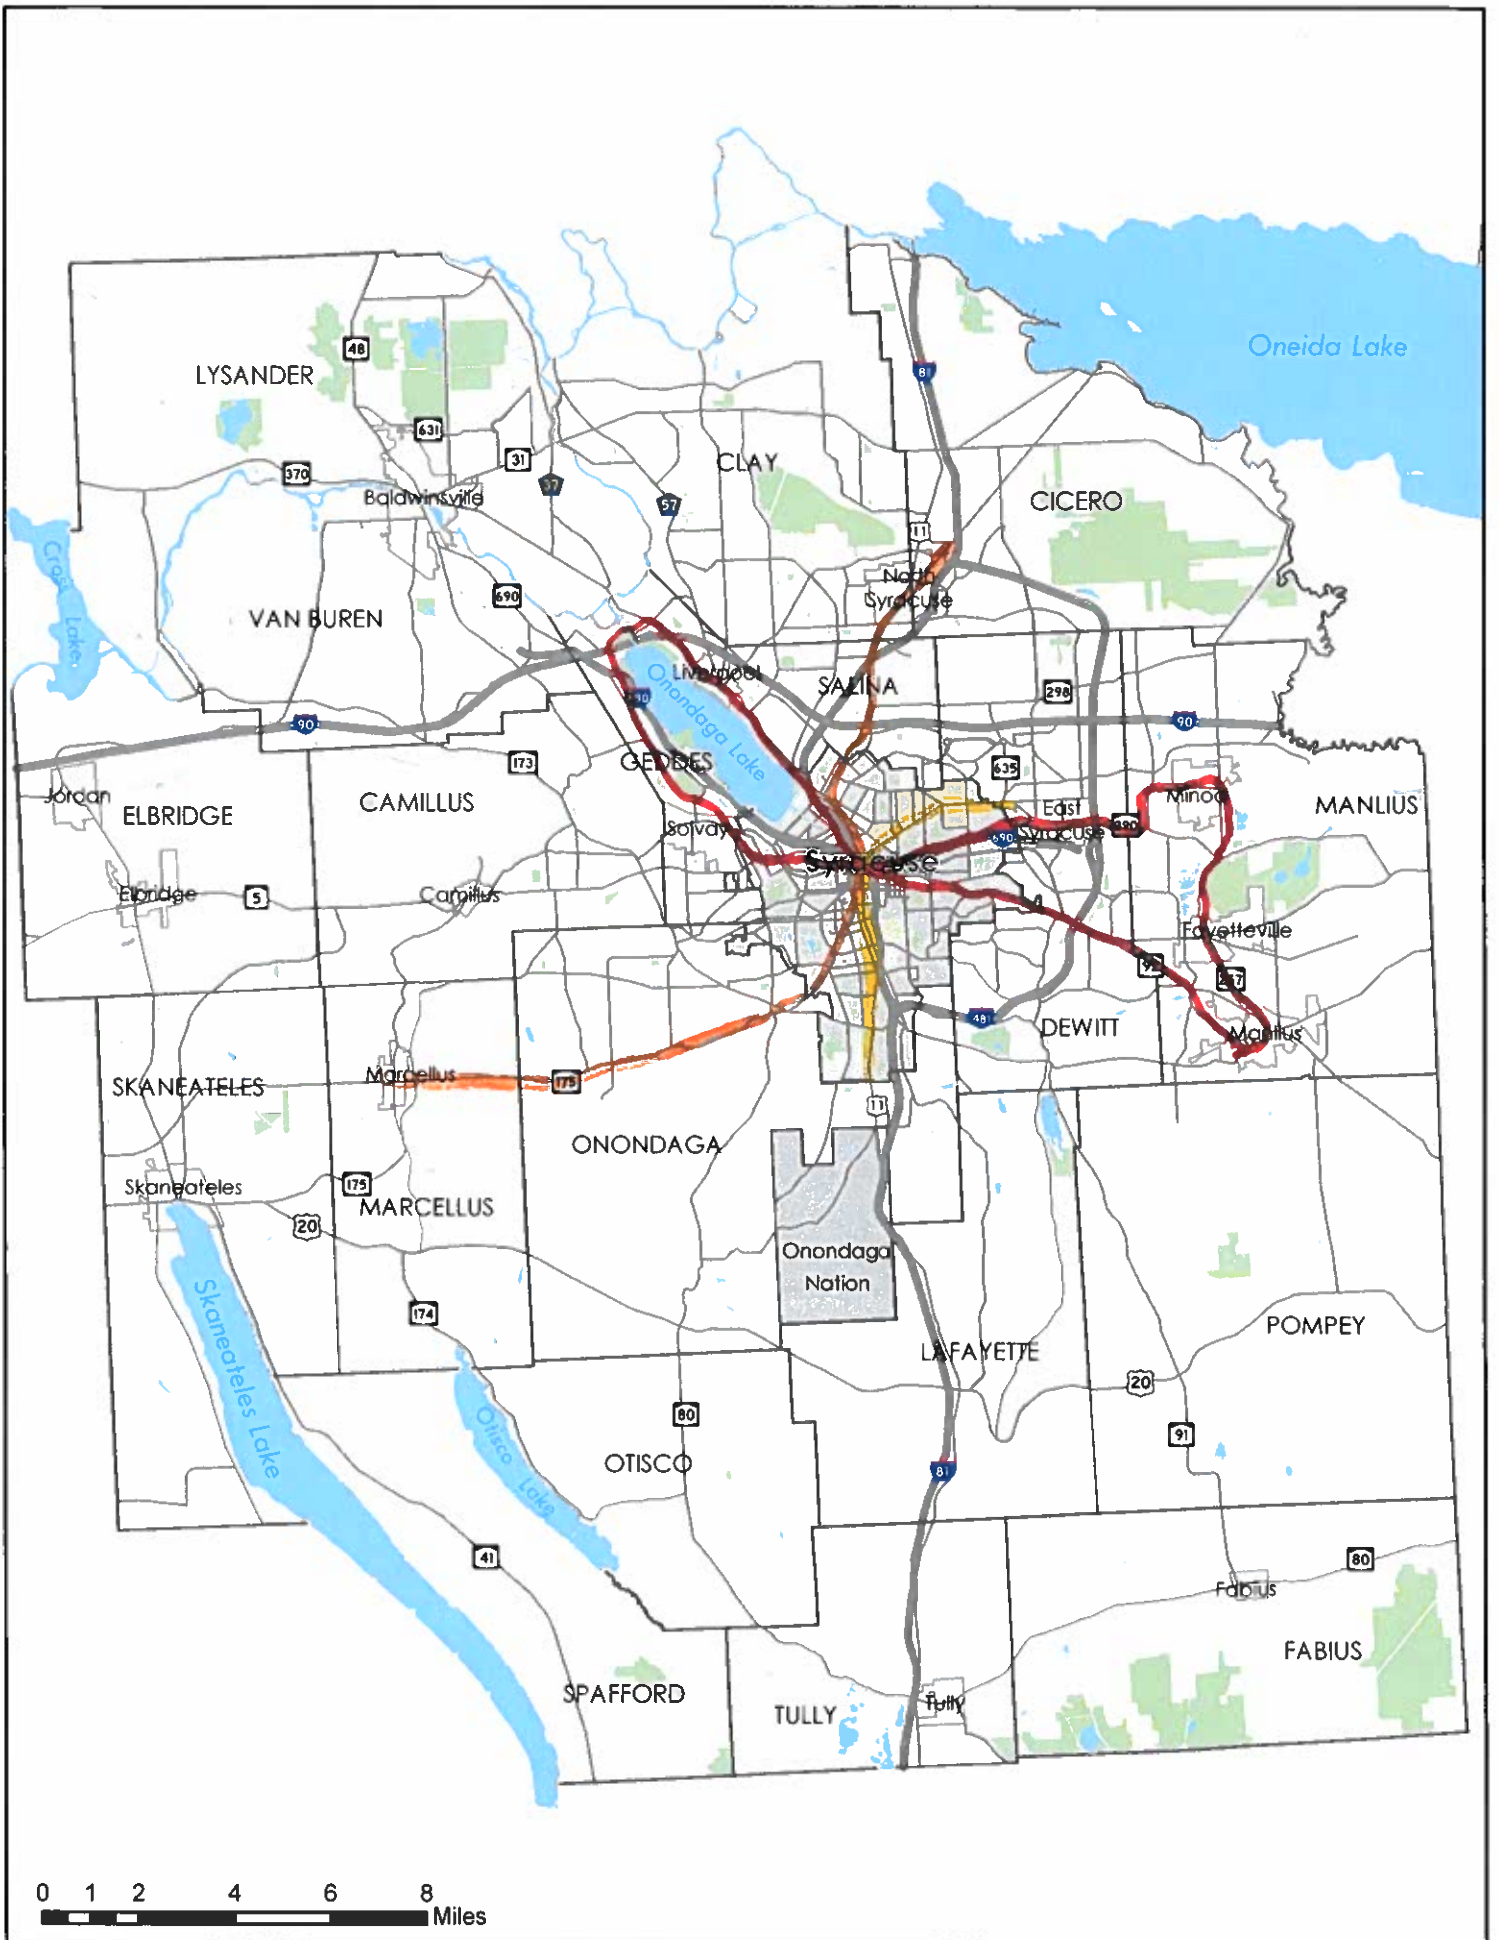 Oneida Lake
81
48
LYSANDER
631
31
CLAY
370
37
Baldwinsville
57
CICERO
11
North
Syracuse
Cross Lake
690
VAN BUREN
Liverpool
SALINA
298
90
Onondaga Lake
90
90
173
GEDDES
635
Jordan
ELBRIDGE
CAMILLUS
Minoa
MANLIUS
East
Syracuse
Solvay
690
290
Syracuse
Elbridge
5
Camillus
Fayetteville
92
257
481
DEWITT
Manlius
Marcellus
175
SKANEATELES
11
ONONDAGA
Skaneateles
175
MARCELLUS
20
Onondaga
Nation
Skaneateles Lake
174
POMPEY
LAFAYETTE
20
80
91
Otisco Lake
OTISCO
81
41
80
Fabius
FABIUS
SPAFFORD
TULLY
Tully
0 1 2 4 6 8
Miles